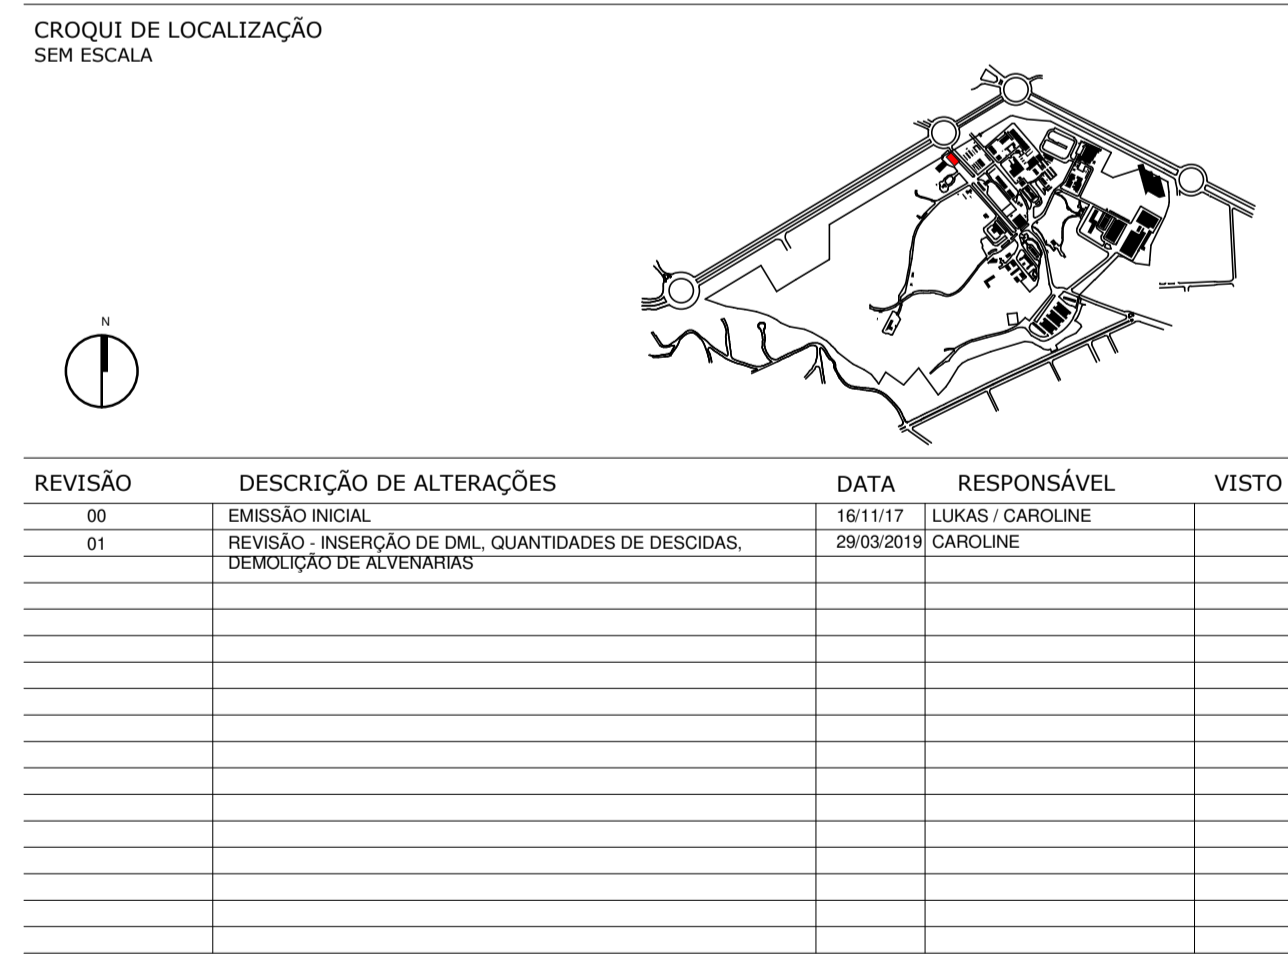 CROQUI DE LOCALIZAÇÃO
SEM ESCALA
N
REVISÃO DESCRIÇÃO DE ALTERAÇÕES DATA RESPONSÁVEL VISTO
00 EMISSÃO INICIAL 16/11/17 LUKAS / CAROLINE
01 REVISÃO - INSERÇÃO DE DML, QUANTIDADES DE DESCIDAS, 29/03/2019 CAROLINE
DEMOLIÇÃO DE ALVENARIAS